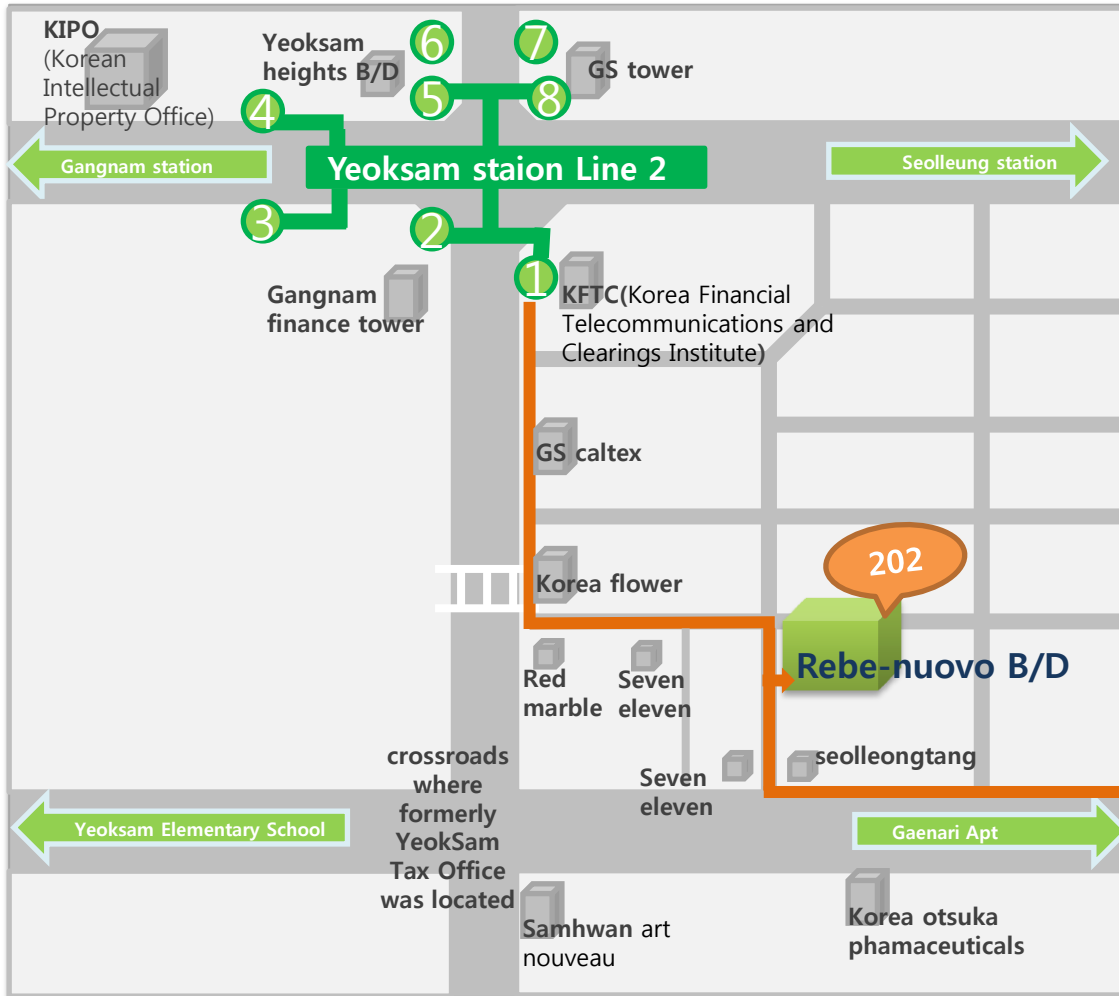 KIPO
(Korean
Intellectual
Property Office)
Yeoksam
heights B/D
6
7
GS tower
5
8
4
Gangnam station
Yeoksam staion Line 2
Seolleung station
3
2
1
Gangnam
finance tower
KFTC(Korea Financial
Telecommunications and
Clearings Institute)
GS caltex
202
Korea flower
Rebe-nuovo B/D
Red
marble
Seven
eleven
crossroads
where
formerly
YeokSam
Tax Office
was located
Seven
eleven
seolleongtang
Yeoksam Elementary School
Gaenari Apt
Samhwan art
nouveau
Korea otsuka
phamaceuticals